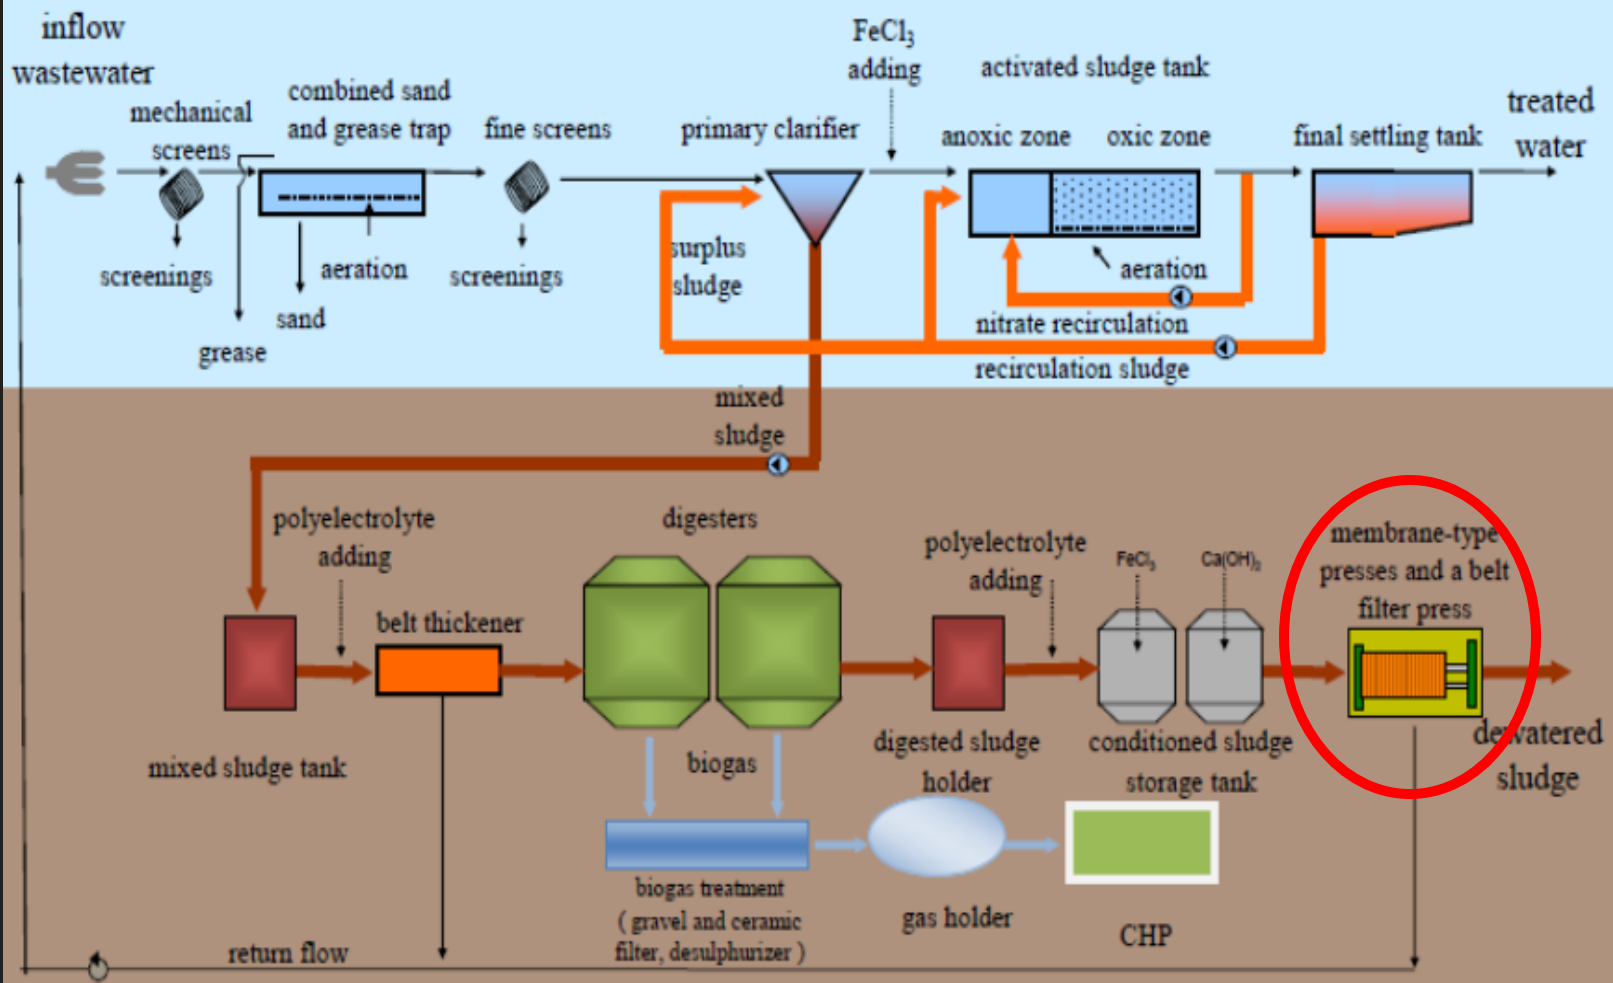 inflow
wastewater
mechanical
screens
combined sand
and grease trap
fine screens
primary clarifier
FeCl₃
adding
activated sludge tank
anoxic zone
oxic zone
final settling tank
treated
water
screenings
sand
grease
aeration
screenings
surplus
sludge
aeration
nitrate recirculation
recirculation sludge
mixed
sludge
polyelectrolyte
adding
belt thickener
digesters
polyelectrolyte
adding
FeCl₃
Ca(OH)₂
membrane-type
presses and a belt
filter press
mixed sludge tank
biogas
digested sludge
holder
conditioned sludge
storage tank
dewatered
sludge
biogas treatment
( gravel and ceramic
filter, desulphurizer )
gas holder
CHP
return flow